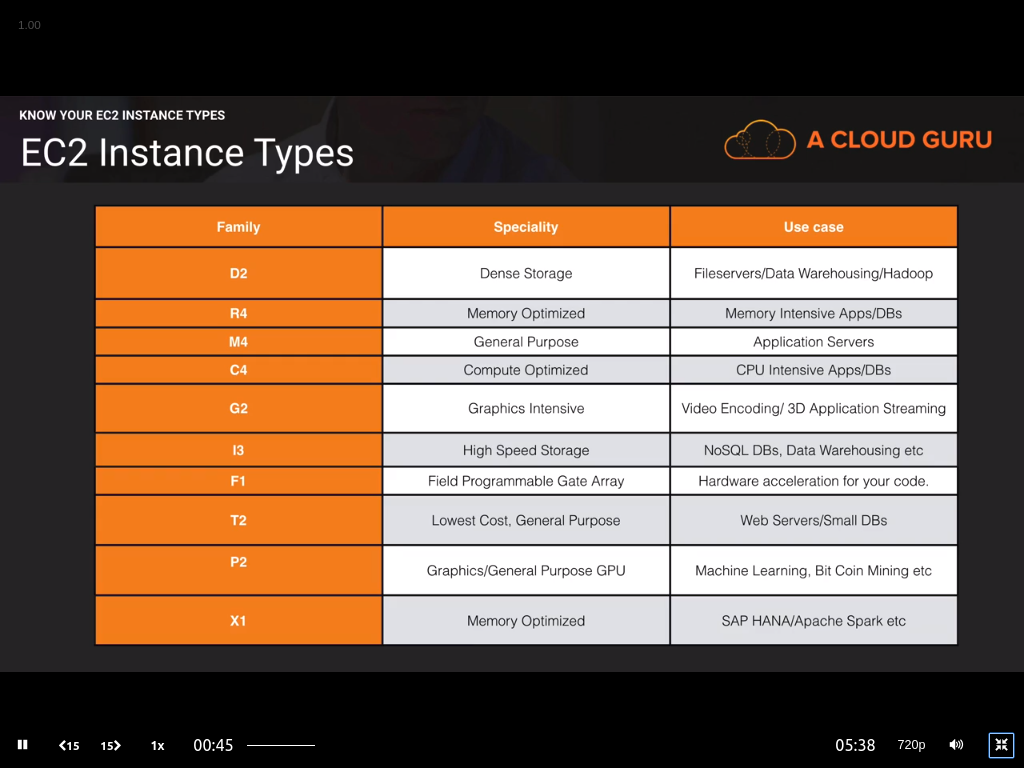 1.00
KNOW YOUR EC2 INSTANCE TYPES
EC2 Instance Types
A CLOUD GURU
Family Speciality Use case
D2 Dense Storage Fileservers/Data Warehousing/Hadoop
R4 Memory Optimized Memory Intensive Apps/DBs
M4 General Purpose Application Servers
C4 Compute Optimized CPU Intensive Apps/DBs
G2 Graphics Intensive Video Encoding/ 3D Application Streaming
I3 High Speed Storage NoSQL DBs, Data Warehousing etc
F1 Field Programmable Gate Array Hardware acceleration for your code.
T2 Lowest Cost, General Purpose Web Servers/Small DBs
P2 Graphics/General Purpose GPU Machine Learning, Bit Coin Mining etc
X1 Memory Optimized SAP HANA/Apache Spark etc
15 15 1x 00:45 05:38 720p